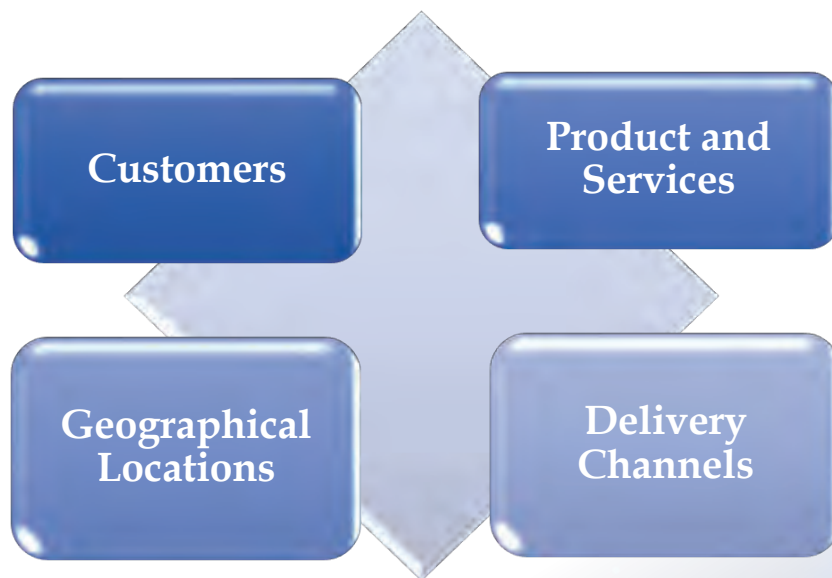 Customers
Product and
Services
Geographical
Locations
Delivery
Channels